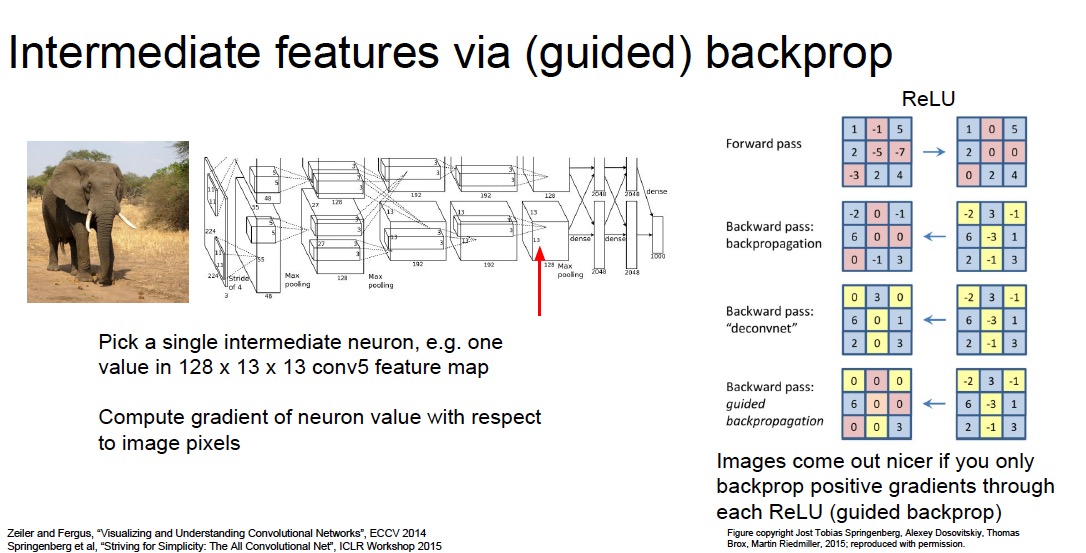 Intermediate features via (guided) backprop
ReLU
Forward pass
1 -1 5
2 -5 -7
-3 2 4
1 0 5
2 0 0
0 2 4
Backward pass:
backpropagation
-2 0 -1
6 0 0
0 -1 3
-2 3 -1
6 -3 1
2 -1 3
Backward pass:
"deconvnet"
0 3 0
6 0 1
2 0 3
-2 3 -1
6 -3 1
2 -1 3
Backward pass:
guided
backpropagation
0 0 0
6 0 0
0 0 3
-2 3 -1
6 -3 1
2 -1 3
11
11
224
11
11
224
3
Stride
of 4
55
48
5
5
5
55
48
Max
pooling
27
128
3
3
27
128
Max
pooling
192
13
13
3
3
192
192
13
13
3
3
192
128
13
13
128
Max
pooling
2048
2048
dense
dense
dense
2048
2048
1000
Pick a single intermediate neuron, e.g. one
value in 128 x 13 x 13 conv5 feature map
Compute gradient of neuron value with respect
to image pixels
Images come out nicer if you only
backprop positive gradients through
each ReLU (guided backprop)
Zeiler and Fergus, "Visualizing and Understanding Convolutional Networks", ECCV 2014
Springenberg et al, "Striving for Simplicity: The All Convolutional Net", ICLR Workshop 2015
Figure copyright Jost Tobias Springenberg, Alexey Dosovitskiy, Thomas
Brox, Martin Riedmiller, 2015; reproduced with permission.